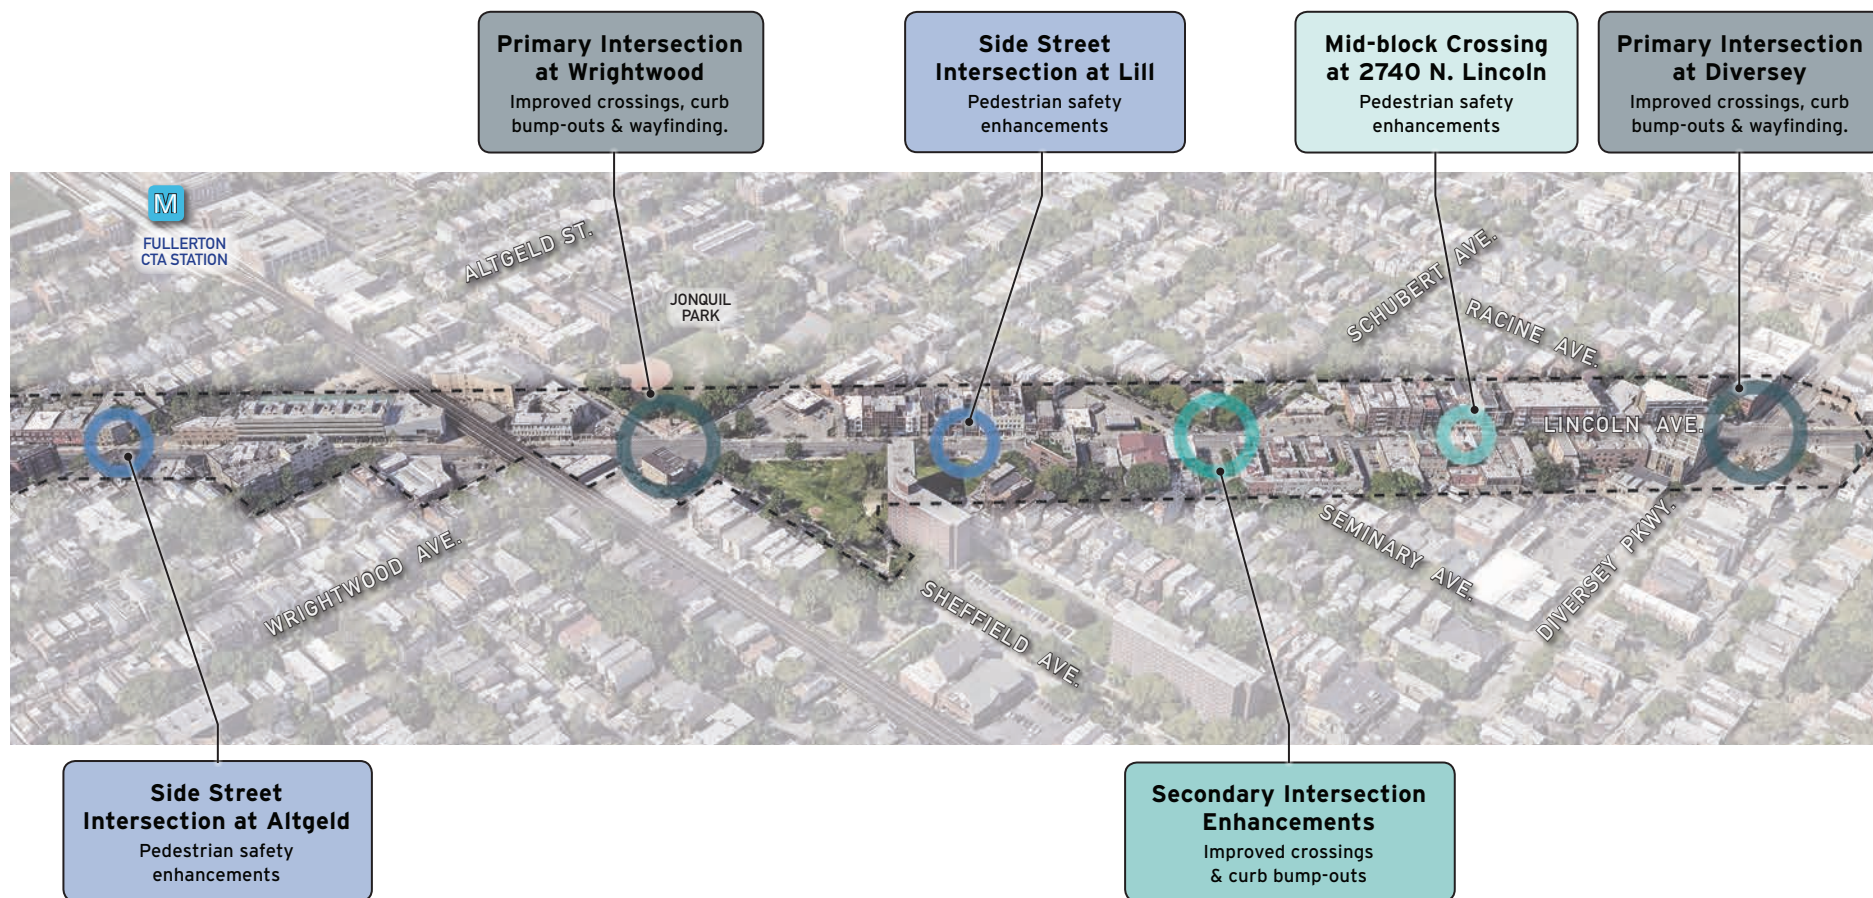 Primary Intersection
at Wrightwood
Improved crossings, curb
bump-outs & wayfinding.
Side Street
Intersection at Lill
Pedestrian safety
enhancements
Mid-block Crossing
at 2740 N. Lincoln
Pedestrian safety
enhancements
Primary Intersection
at Diversey
Improved crossings, curb
bump-outs & wayfinding.
M
FULLERTON
CTA STATION
ALTGELD ST.
JONQUIL
PARK
SCHUBERT AVE.
RACINE AVE.
LINCOLN AVE.
WRIGHTWOOD AVE.
SHEFFIELD AVE.
SEMINARY AVE.
DIVERSEY PKWY.
Side Street
Intersection at Altgeld
Pedestrian safety
enhancements
Secondary Intersection
Enhancements
Improved crossings
& curb bump-outs